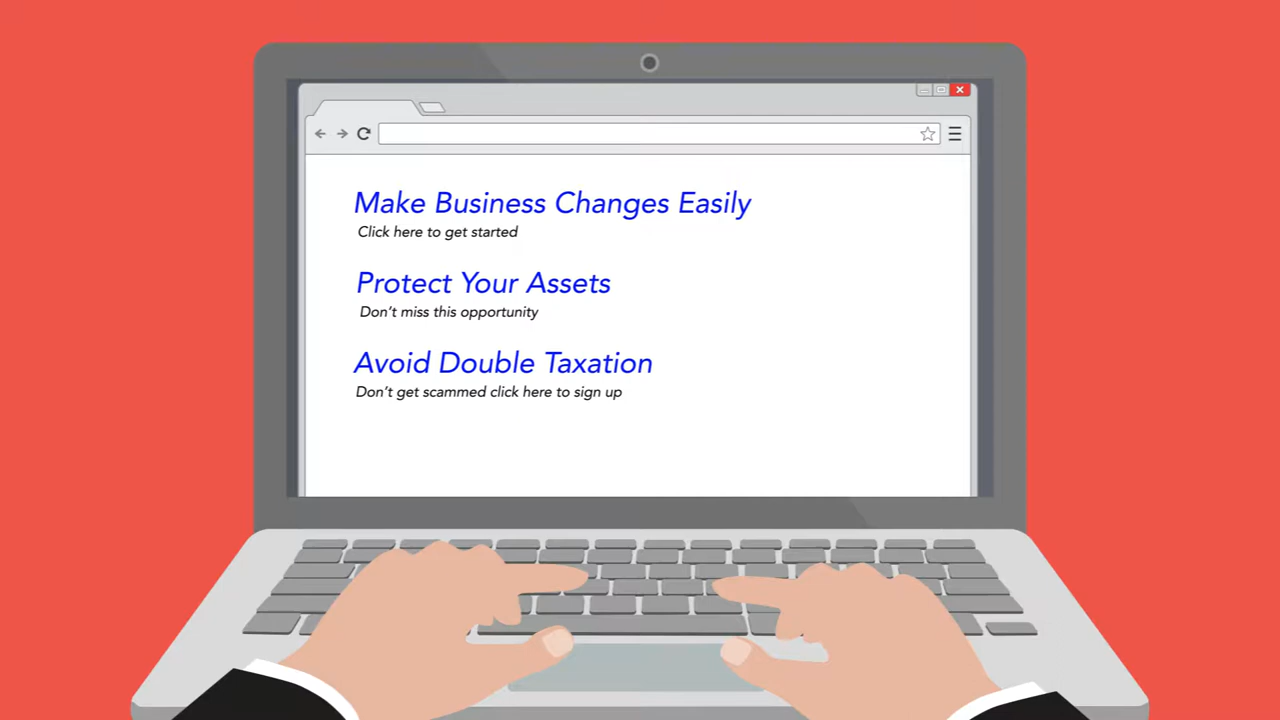 Make Business Changes Easily
Click here to get started
Protect Your Assets
Don't miss this opportunity
Avoid Double Taxation
Don't get scammed click here to sign up